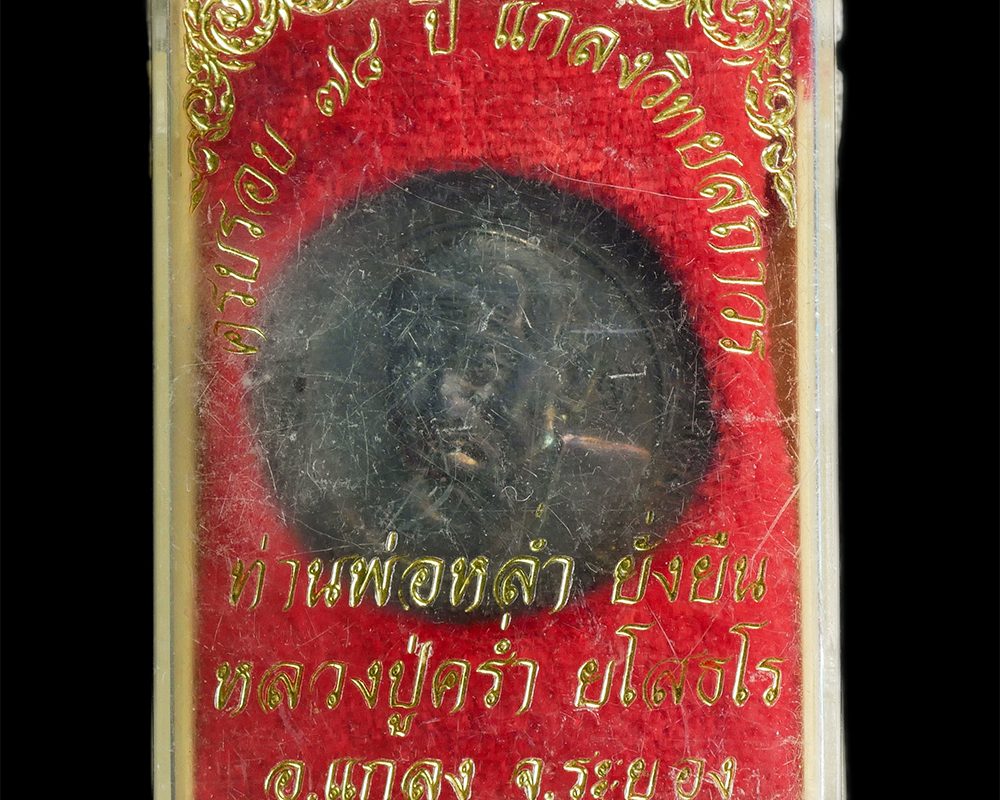 ครบรอบ ๗๘ ปี แกลงวิทยสถาวร
ท่านพ่อหล่ำ ยั่งยืน
หลวงปู่คร่ำ ยโสธโร
อ.แกลง จ.ระยอง